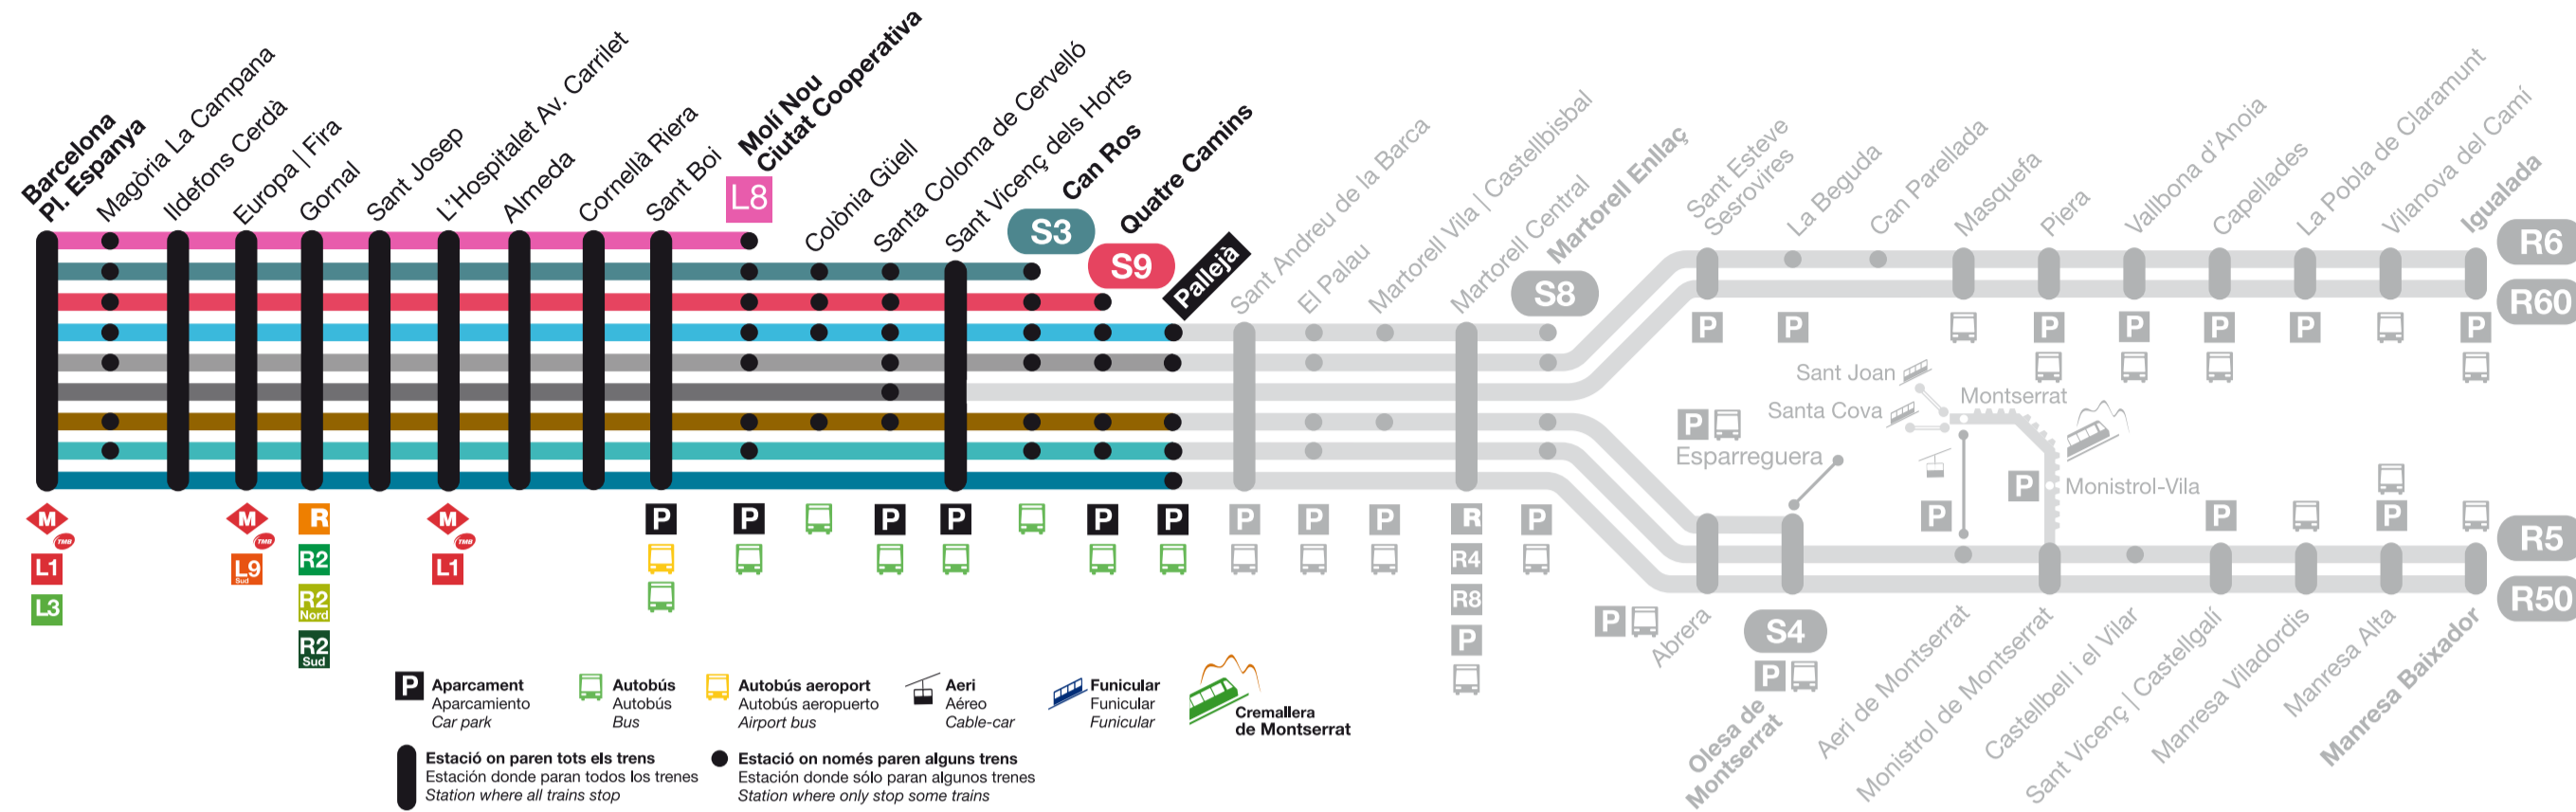 Barcelona
Pl. Espanya
Magòria La Campana
Ildefons Cerdà
Europa | Fira
Gornal
Sant Josep
L'Hospitalet Av. Carrilet
Almeda
Cornellà Riera
Sant Boi
Molí Nou
Ciutat Cooperativa
L8
Colònia Güell
Santa Coloma de Cervelló
Sant Vicenç dels Horts
Can Ros
S3
Quatre Camins
S9
Pallejà
Sant Andreu de la Barca
El Palau
Martorell Vila | Castellbisbal
Martorell Central
Martorell Enllaç
S8
Sant Esteve
Sesrovires
La Beguda
Can Parellada
Masquefa
Piera
Vallbona d'Anoia
Capellades
La Pobla de Claramunt
Vilanova del Camí
Igualada
R6
R60
P
P
P
P
P
P
P
Sant Joan
Santa Cova
Montserrat
P
Esparreguera
P
P
Monistrol-Vila
P
P
R5
R50
M
TMB
L1
L3
M
TMB
L9
Sud
R
R2
R2
Nord
R2
Sud
M
TMB
L1
P
P
P
P
P
P
P
P
P
R
R4
R8
P
P
P
Abrera
S4
P
Olesa de
Montserrat
Aeri de Montserrat
Monistrol de Montserrat
Castellbell i el Vilar
Sant Vicenç | Castellgalí
Manresa Viladordis
Manresa Alta
Manresa Baixador
P
Aparcament
Aparcamiento
Car park
Autobús
Autobús
Bus
Autobús aeroport
Autobús aeropuerto
Airport bus
Aeri
Aéreo
Cable-car
Funicular
Funicular
Funicular
Cremallera
de Montserrat
Estació on paren tots els trens
Estación donde paran todos los trenes
Station where all trains stop
Estació on només paren alguns trens
Estación donde sólo paran algunos trenes
Station where only stop some trains